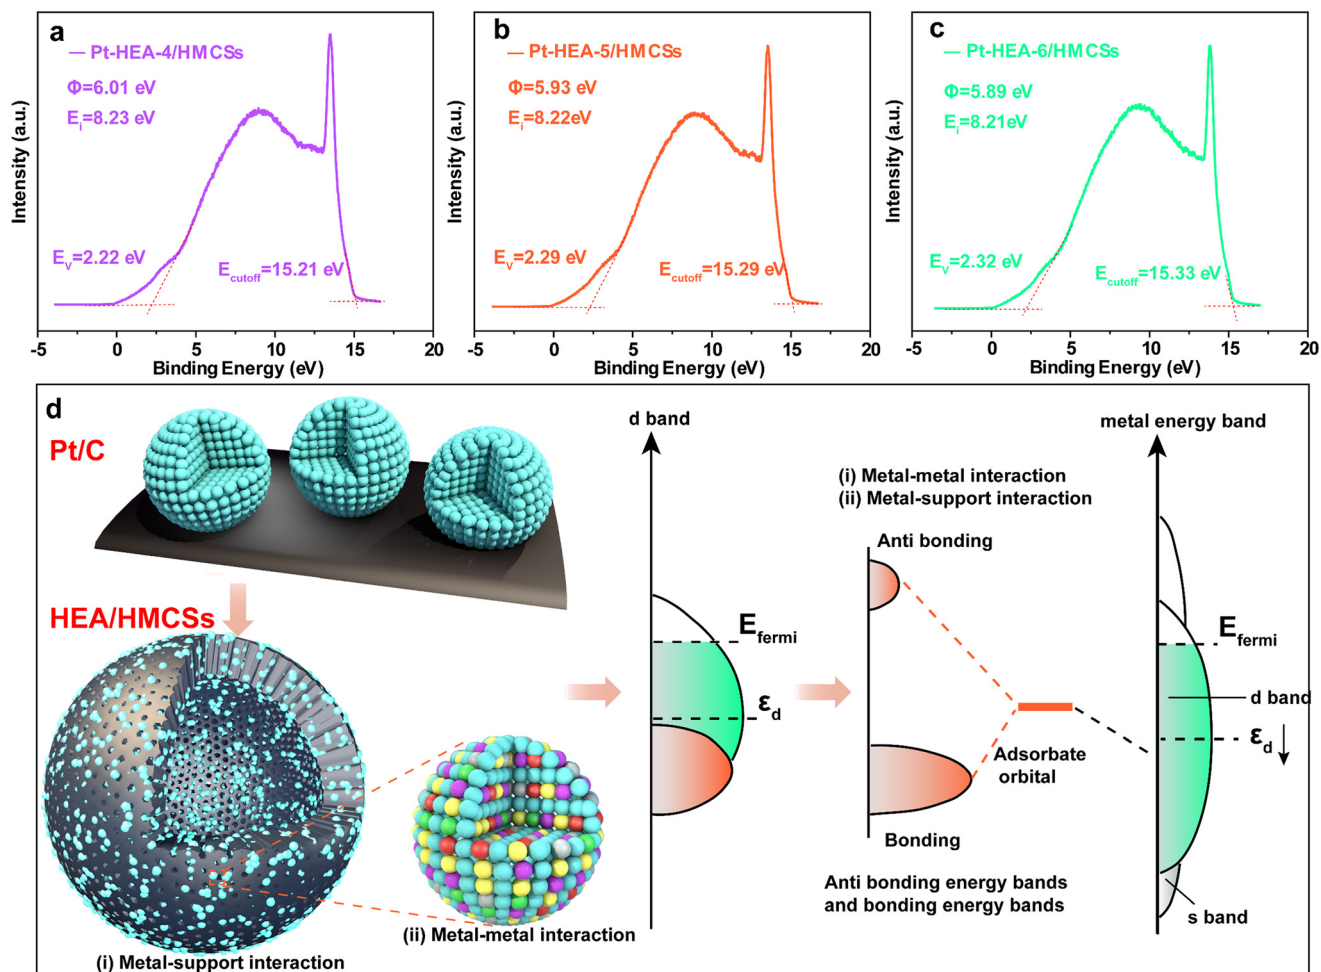 a
— Pt-HEA-4/HMCSs
Φ=6.01 eV
Ei=8.23 eV
EV=2.22 eV
Ecutoff=15.21 eV
Intensity (a.u.)
-5 0 5 10 15 20
Binding Energy (eV)
b
— Pt-HEA-5/HMCSs
Φ=5.93 eV
Ei=8.22eV
EV=2.29 eV
Ecutoff=15.29 eV
Intensity (a.u.)
-5 0 5 10 15 20
Binding Energy (eV)
c
— Pt-HEA-6/HMCSs
Φ=5.89 eV
Ei=8.21eV
EV=2.32 eV
Ecutoff=15.33 eV
Intensity (a.u.)
-5 0 5 10 15 20
Binding Energy (eV)
d
Pt/C
HEA/HMCSs
(i) Metal-support interaction
(ii) Metal-metal interaction
d band
Efermi
εd
(i) Metal-metal interaction
(ii) Metal-support interaction
Anti bonding
Adsorbate
orbital
Bonding
Anti bonding energy bands
and bonding energy bands
metal energy band
Efermi
d band
εd
s band